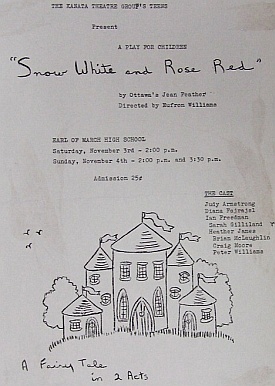 THE KANATA THEATRE GROUP'S TEENS
Present
A PLAY FOR CHILDREN
"Snow White and Rose Red"
by Ottawa's Jean Feather
Directed by Eufron Williams
EARL OF MARCH HIGH SCHOOL
Saturday, November 3rd - 2:00 p.m.
Sunday, November 4th - 2:00 p.m. and 3:30 p.m.
Admission 25¢
THE CAST
Judy Armstrong
Diana
Ian Freedman
Sarah Gilliland
Heather James
Brian McLoughlin
Craig Moore
Peter Williams
A Fairy Tale
in 2 Acts